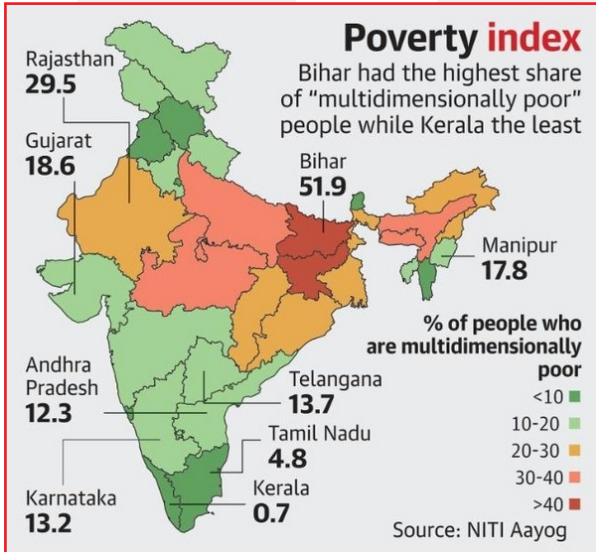 Poverty index
Bihar had the highest share
of “multidimensionally poor”
people while Kerala the least
Rajasthan
29.5
Gujarat
18.6
Bihar
51.9
Manipur
17.8
% of people who
are multidimensionally
poor
<10
10-20
20-30
30-40
>40
Andhra
Pradesh
12.3
Telangana
13.7
Tamil Nadu
4.8
Kerala
0.7
Karnataka
13.2
Source: NITI Aayog